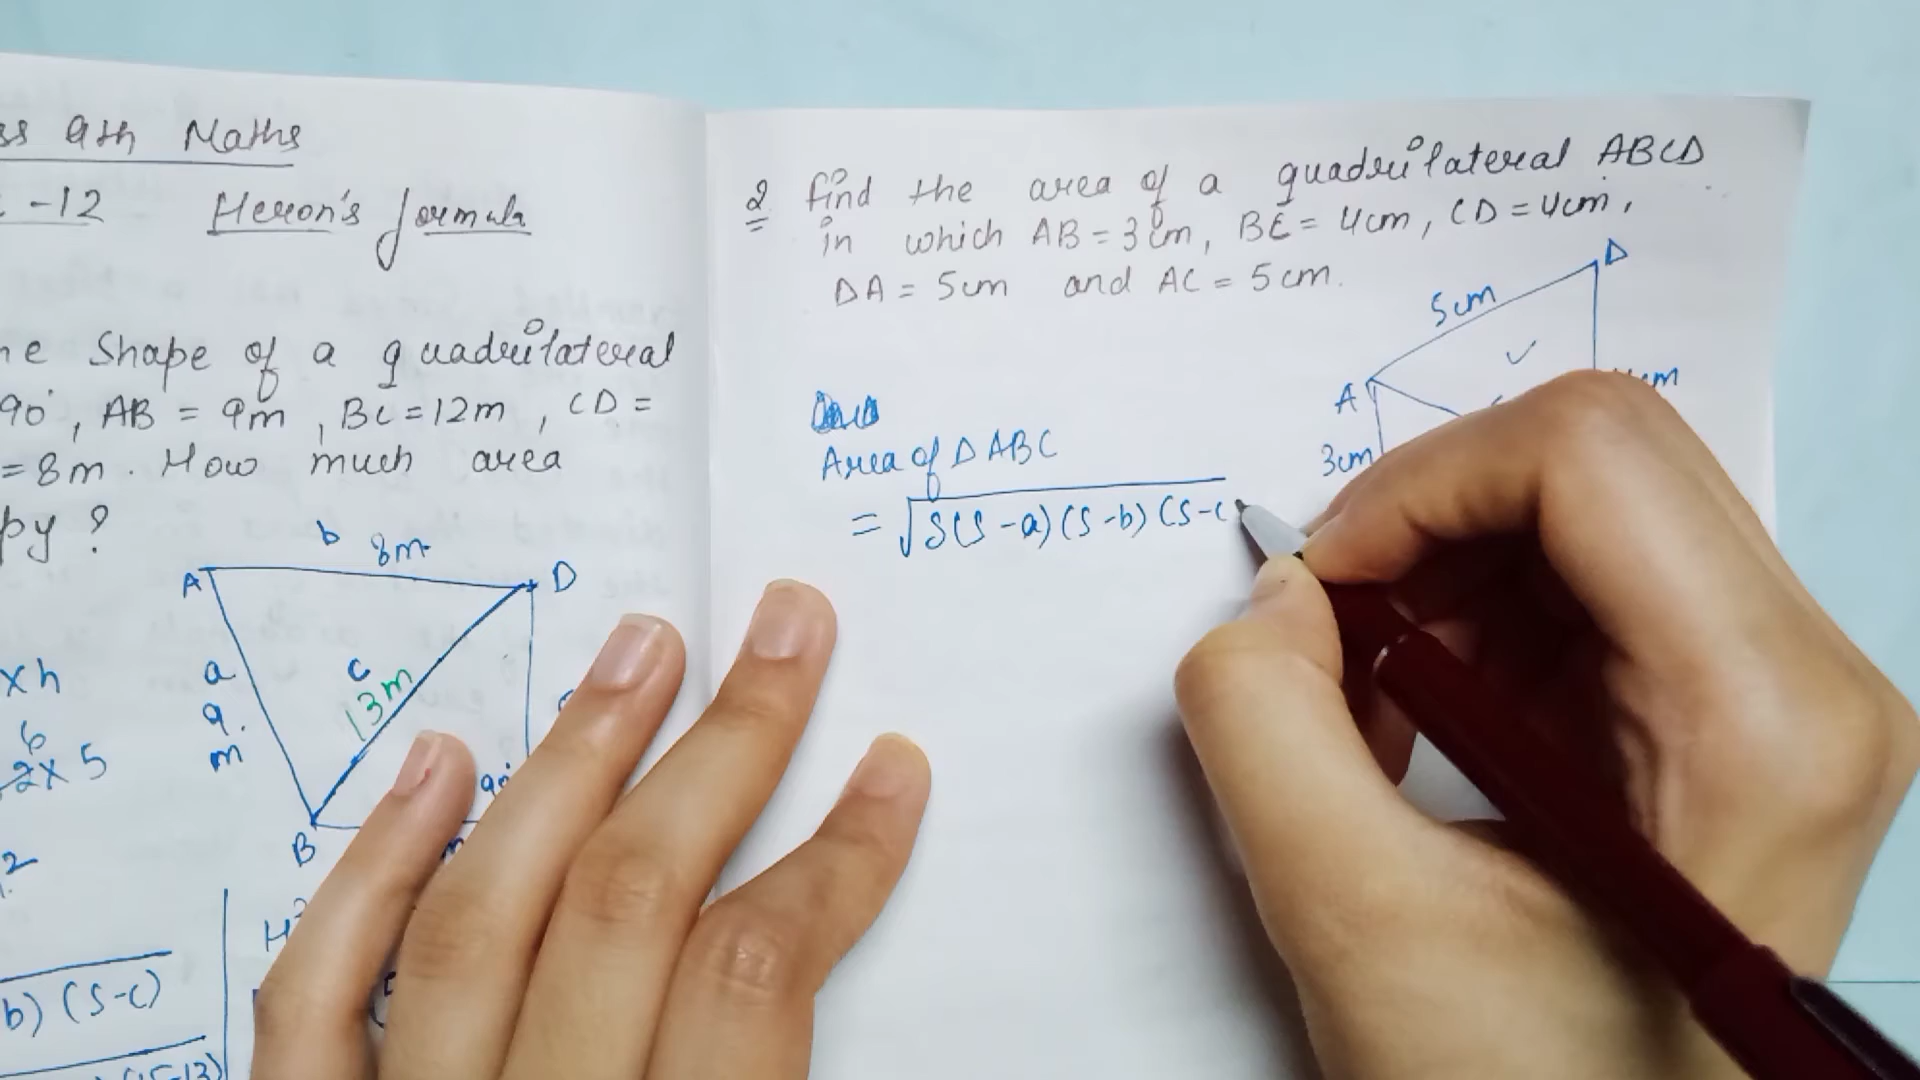 9th Maths
-12 Heron's formula
Shape of a quadrilateral
90°, AB = 9m, BC=12m, CD =
=8m. How much area
py?
b
8m
A
D
c
13m
a
9
m
B
90°
xh
6
2x5
2
H²
b) (S-C)
2 find the area of a quadrilateral ABCD
in which AB = 3cm, BC = 4cm, CD = 4cm,
DA = 5cm and AC = 5cm.
D
5cm
A
3cm
Area of Δ ABC
= √S(S-a)(S-b)(S-c